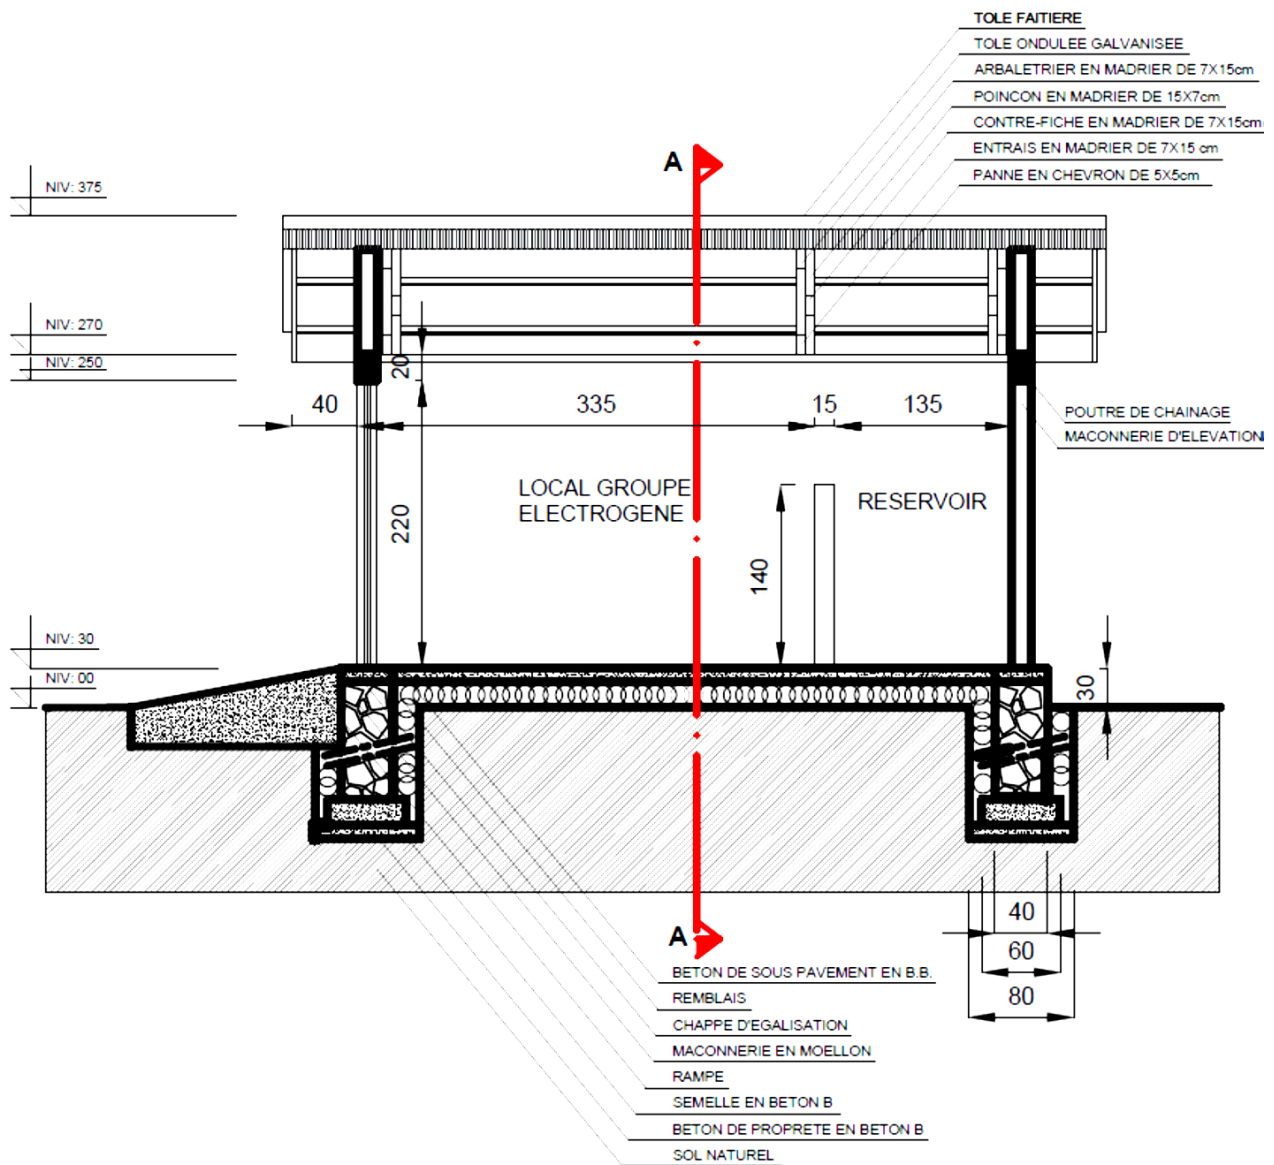 TOLE FAITIERE
TOLE ONDULEE GALVANISEE
ARBALETRIER EN MADRIER DE 7X15cm
POINCON EN MADRIER DE 15X7cm
CONTRE-FICHE EN MADRIER DE 7X15cm
ENTRAIS EN MADRIER DE 7X15 cm
PANNE EN CHEVRON DE 5X5cm
A
NIV: 375
NIV: 270
NIV: 250
20
40
335
15
135
POUTRE DE CHAINAGE
MACONNERIE D'ELEVATION
LOCAL GROUPE
ELECTROGENE
RESERVOIR
220
140
NIV: 30
NIV: 00
30
40
60
80
A
BETON DE SOUS PAVEMENT EN B.B.
REMBLAIS
CHAPPE D'EGALISATION
MACONNERIE EN MOELLON
RAMPE
SEMELLE EN BETON B
BETON DE PROPRETE EN BETON B
SOL NATUREL